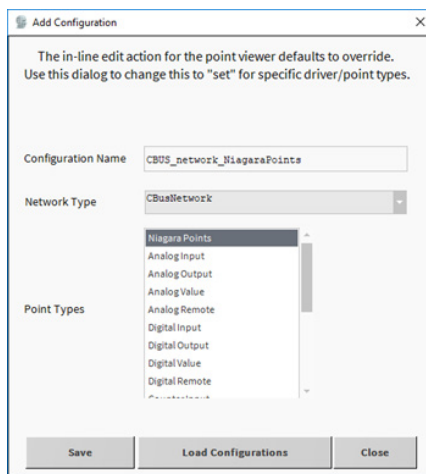 Add Configuration
The in-line edit action for the point viewer defaults to override.
Use this dialog to change this to "set" for specific driver/point types.
Configuration Name
CBUS_network_NiagaraPoints
Network Type
CBusNetwork
Point Types
Niagara Points
Analog Input
Analog Output
Analog Value
Analog Remote
Digital Input
Digital Output
Digital Value
Digital Remote
Counter Input
Save
Load Configurations
Close